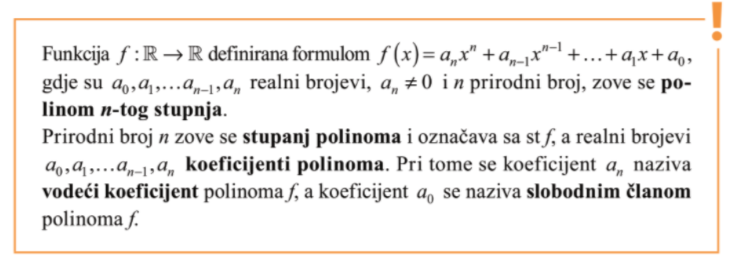 Funkcija f : ℝ → ℝ definirana formulom f(x) = aₙxⁿ + aₙ₋₁xⁿ⁻¹ + … + a₁x + a₀,
gdje su a₀,a₁,…aₙ₋₁,aₙ realni brojevi, aₙ ≠ 0 i n prirodni broj, zove se po-
linom n-tog stupnja.
Prirodni broj n zove se stupanj polinoma i označava sa st f, a realni brojevi
a₀,a₁,…aₙ₋₁,aₙ koeficijenti polinoma. Pri tome se koeficijent aₙ naziva
vodeći koeficijent polinoma f, a koeficijent a₀ se naziva slobodnim članom
polinoma f.
!